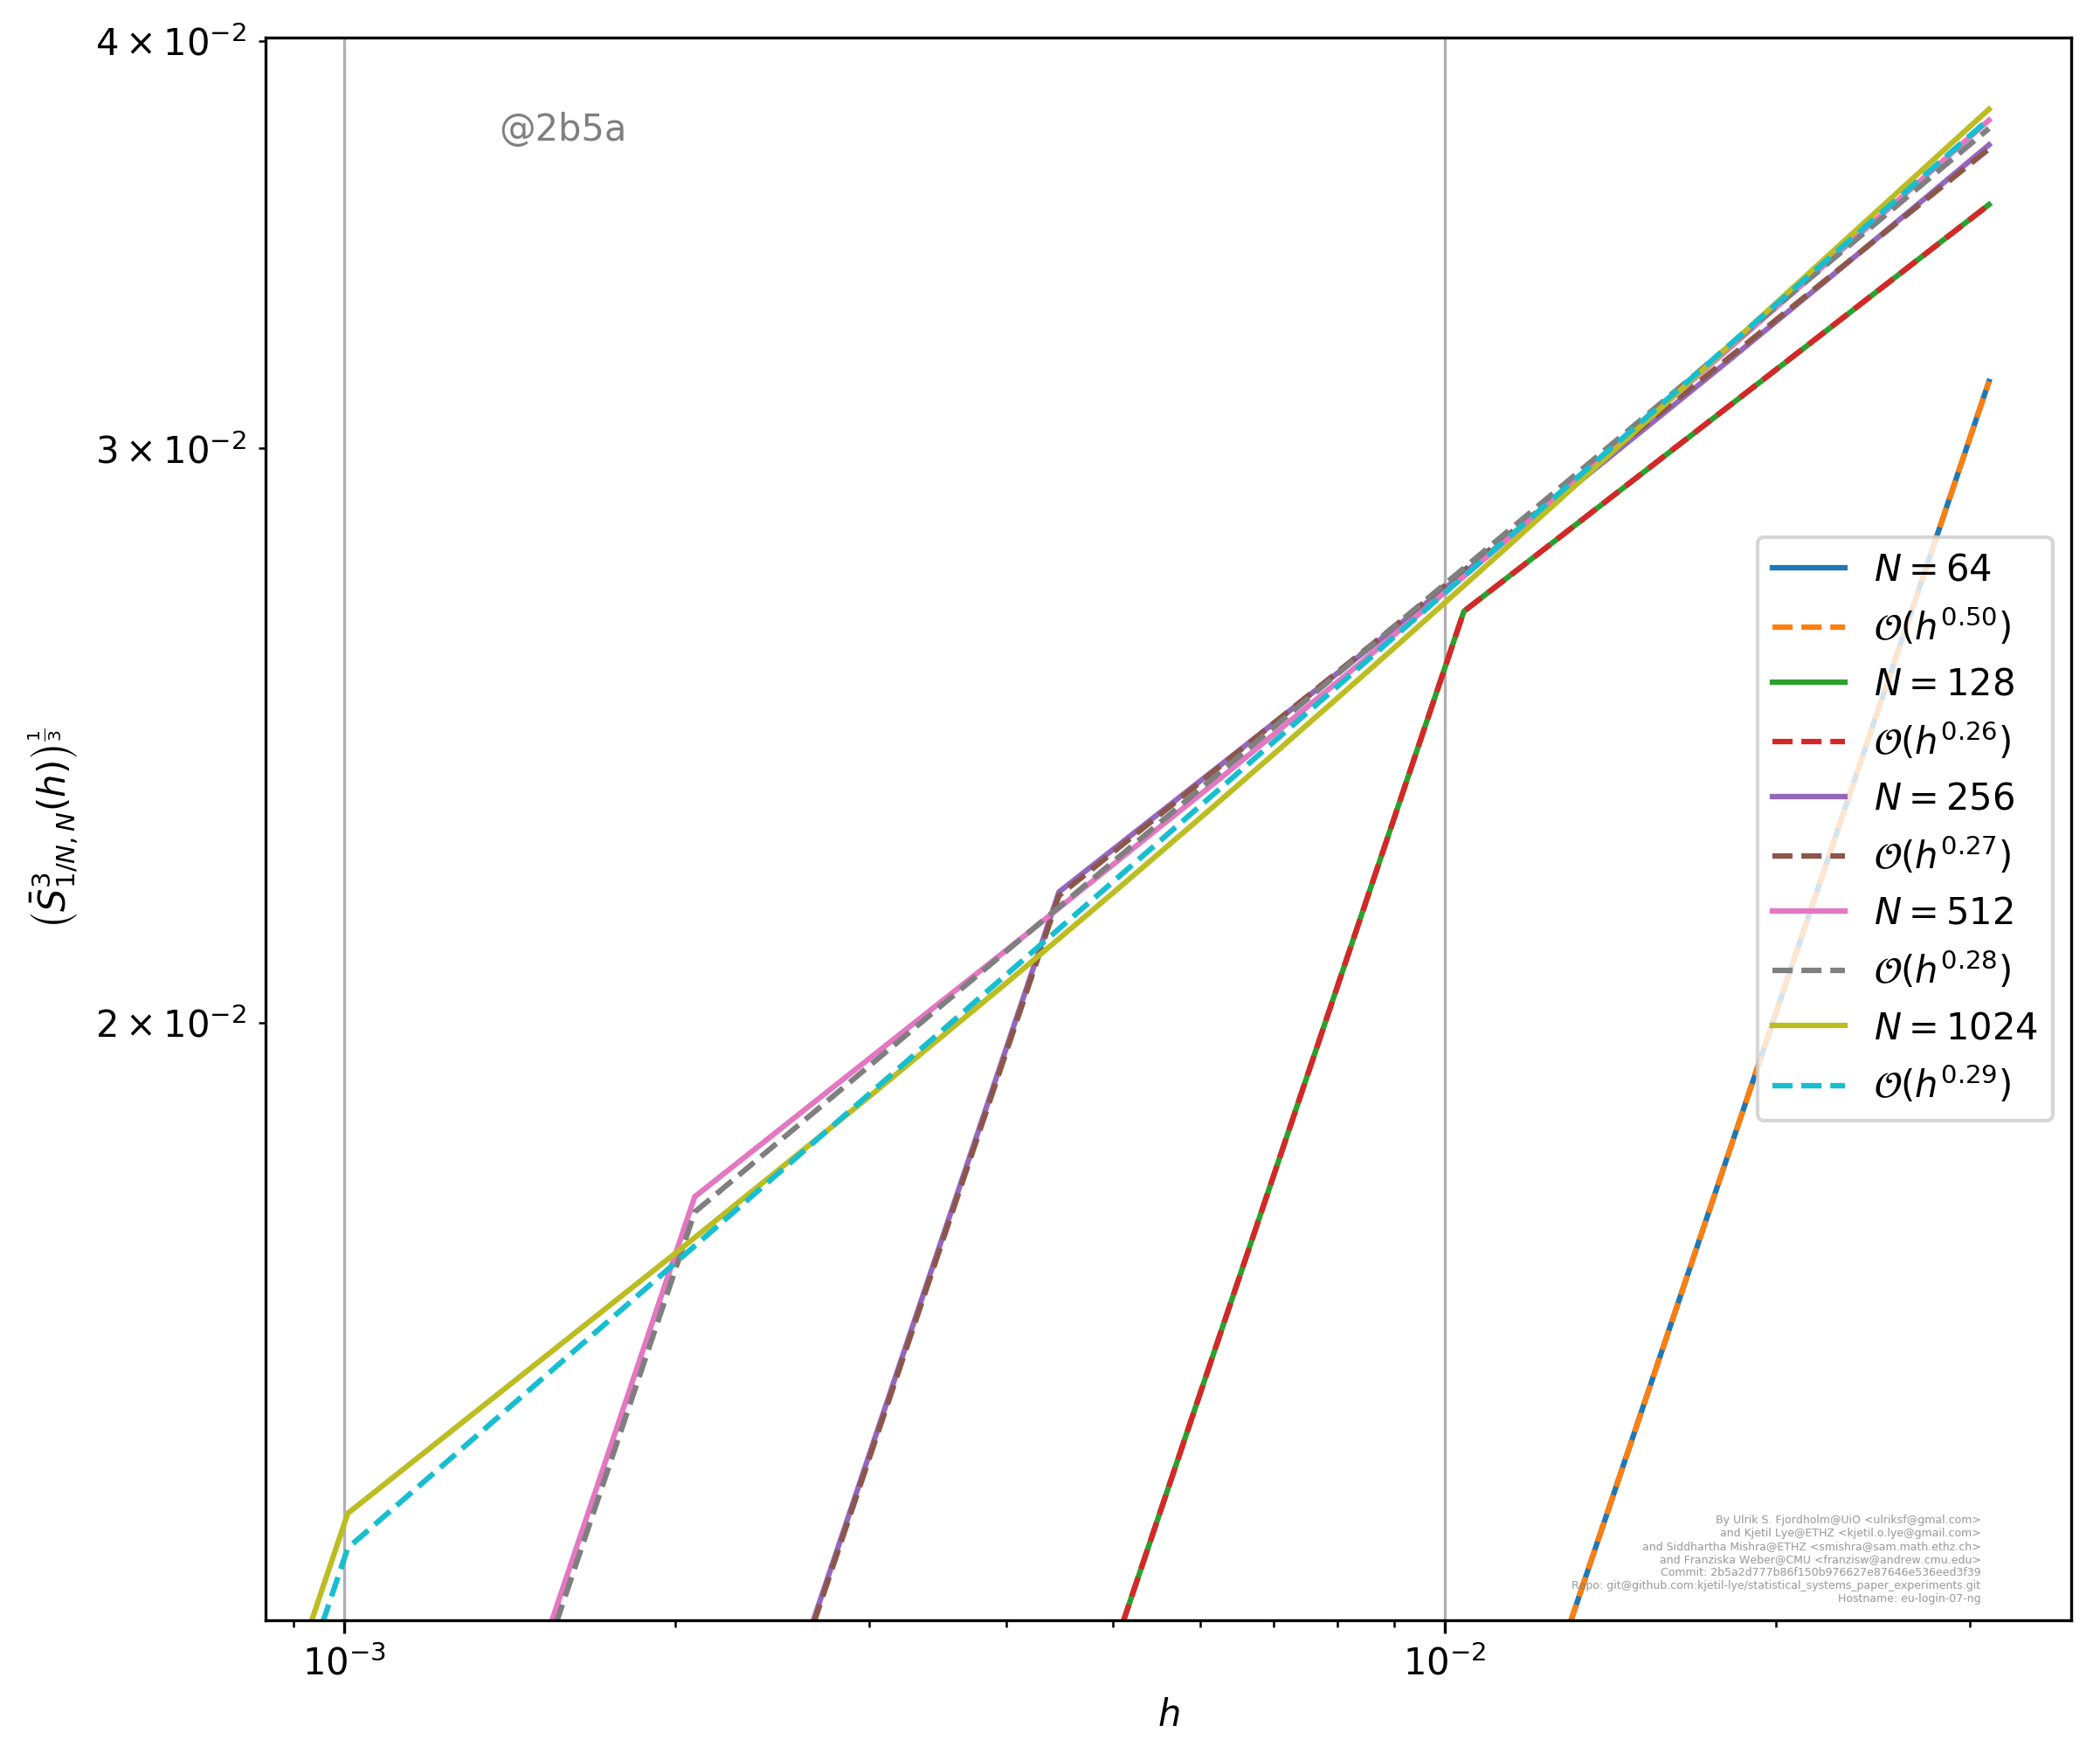 4 × 10⁻²
@2b5a
3 × 10⁻²
2 × 10⁻²
(S̄³₁/N,N(h))^1/3
N = 64
𝒪(h^0.50)
N = 128
𝒪(h^0.26)
N = 256
𝒪(h^0.27)
N = 512
𝒪(h^0.28)
N = 1024
𝒪(h^0.29)
By Ulrik S. Fjordholm@UiO <ulriksf@gmal.com>
and Kjetil Lye@ETHZ <kjetil.o.lye@gmail.com>
and Siddhartha Mishra@ETHZ <smishra@sam.math.ethz.ch>
and Franziska Weber@CMU <franzisw@andrew.cmu.edu>
Commit: 2b5a2d777b86f150b976627e87646e536eed3f39
Repo: git@github.com:kjetil-lye/statistical_systems_paper_experiments.git
Hostname: eu-login-07-ng
10⁻³
10⁻²
h